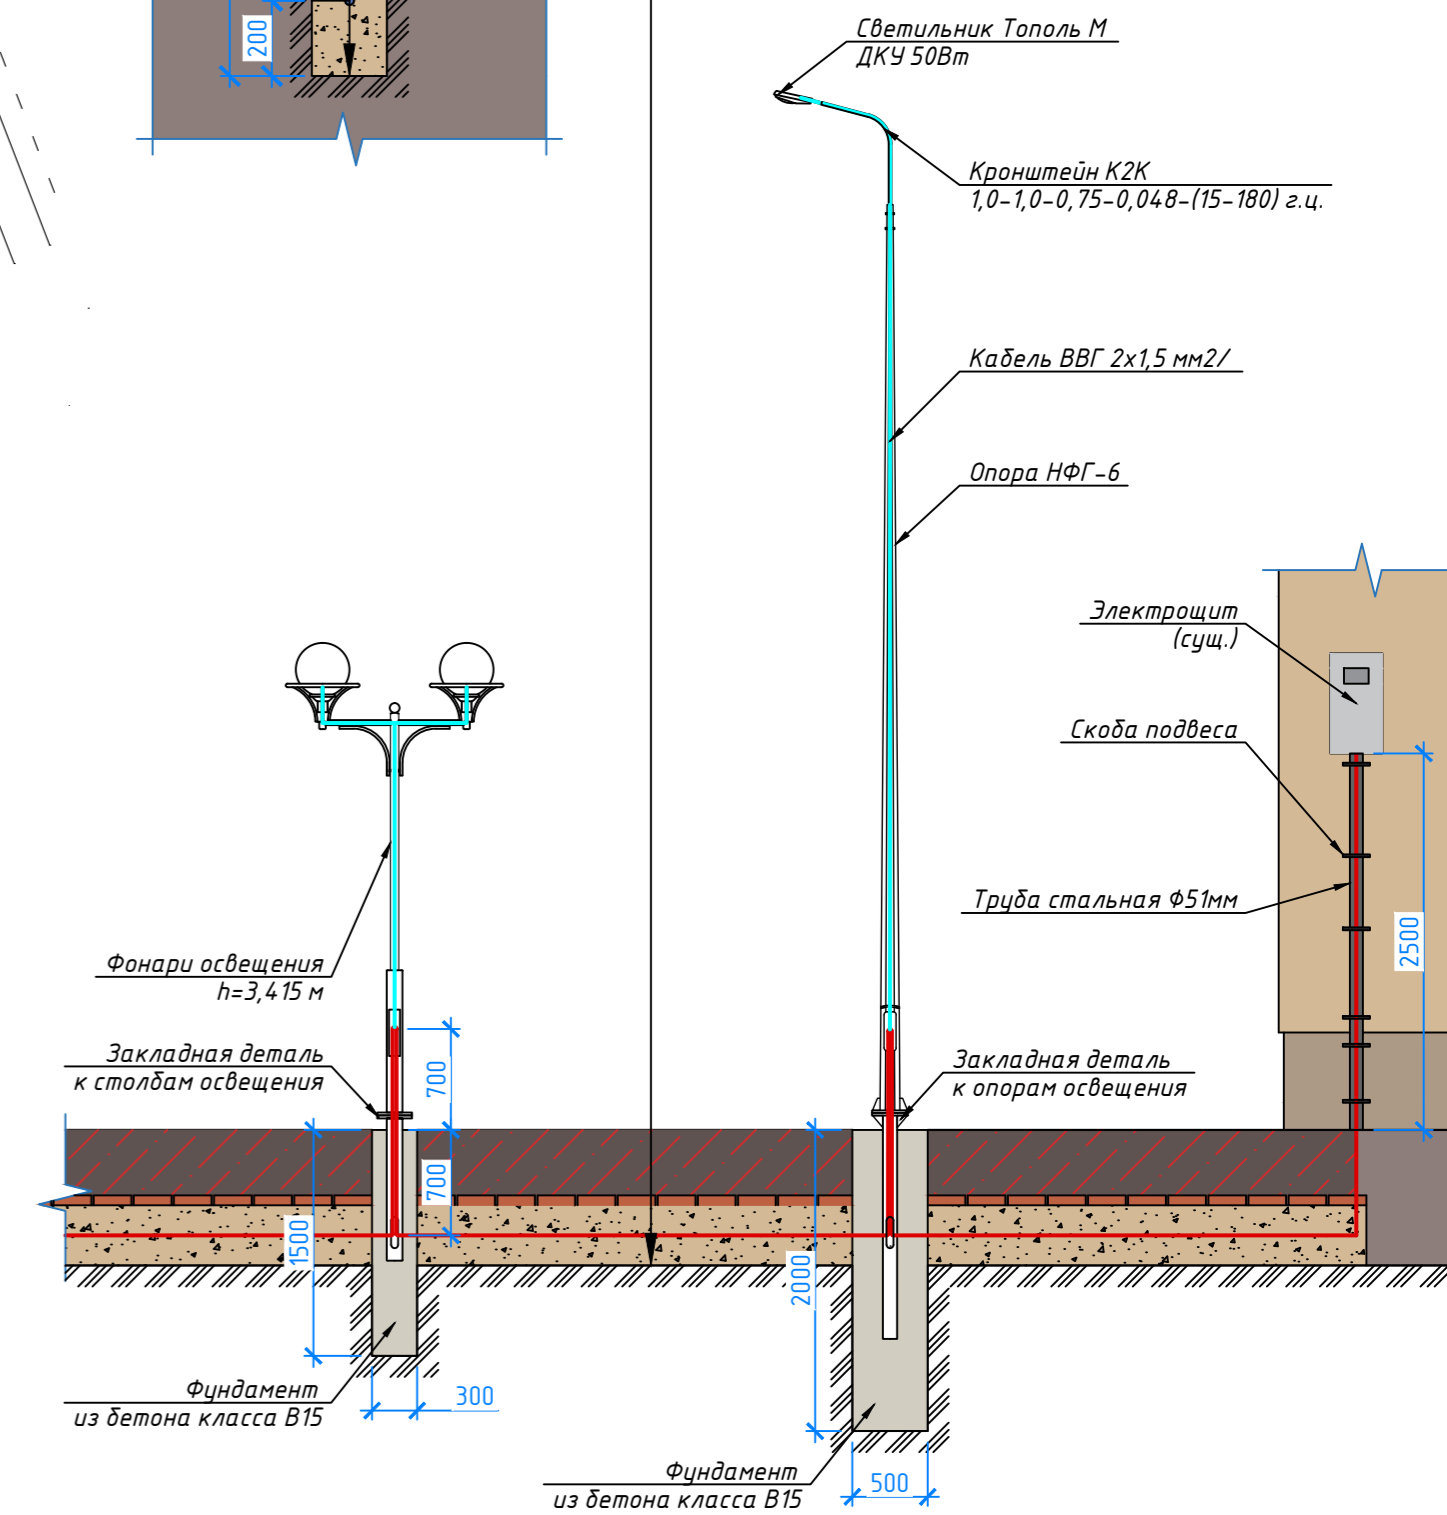 200
Светильник Тополь М
ДКУ 50Вт
Кронштейн К2К
1,0-1,0-0,75-0,048-(15-180) г.ц.
Кабель ВВГ 2х1,5 мм2/
Опора НФГ-6
Электрощит
(сущ.)
Скоба подвеса
Труба стальная Ф51мм
2500
Фонари освещения
h=3,415 м
Закладная деталь
к столбам освещения
700
Закладная деталь
к опорам освещения
700
1500
2000
Фундамент
из бетона класса В15
300
Фундамент
из бетона класса В15
500